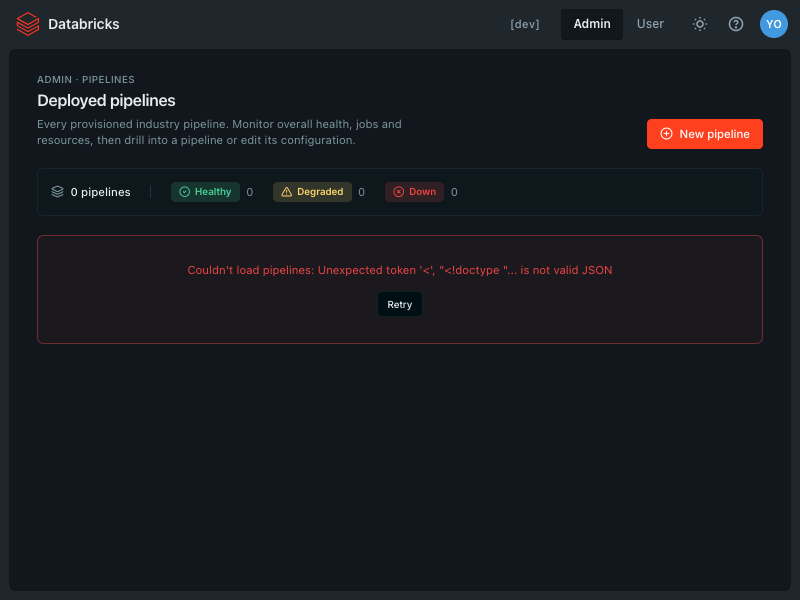 Databricks
[dev]
Admin
User
YO
ADMIN · PIPELINES
Deployed pipelines
Every provisioned industry pipeline. Monitor overall health, jobs and
resources, then drill into a pipeline or edit its configuration.
New pipeline
0 pipelines
Healthy 0
Degraded 0
Down 0
Couldn't load pipelines: Unexpected token '<', "<!doctype "... is not valid JSON
Retry